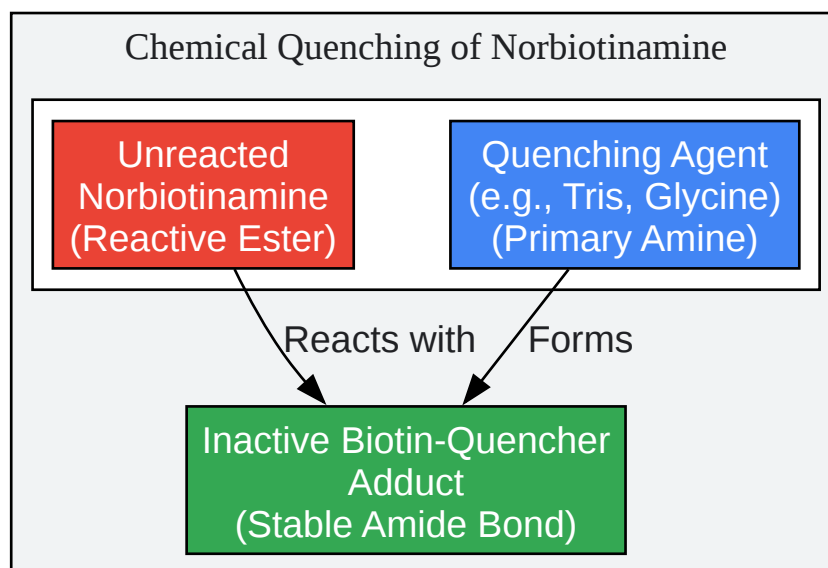 Chemical Quenching of Norbiotinamine
Unreacted
Norbiotinamine
(Reactive Ester)
Quenching Agent
(e.g., Tris, Glycine)
(Primary Amine)
Reacts with
Forms
Inactive Biotin-Quencher
Adduct
(Stable Amide Bond)